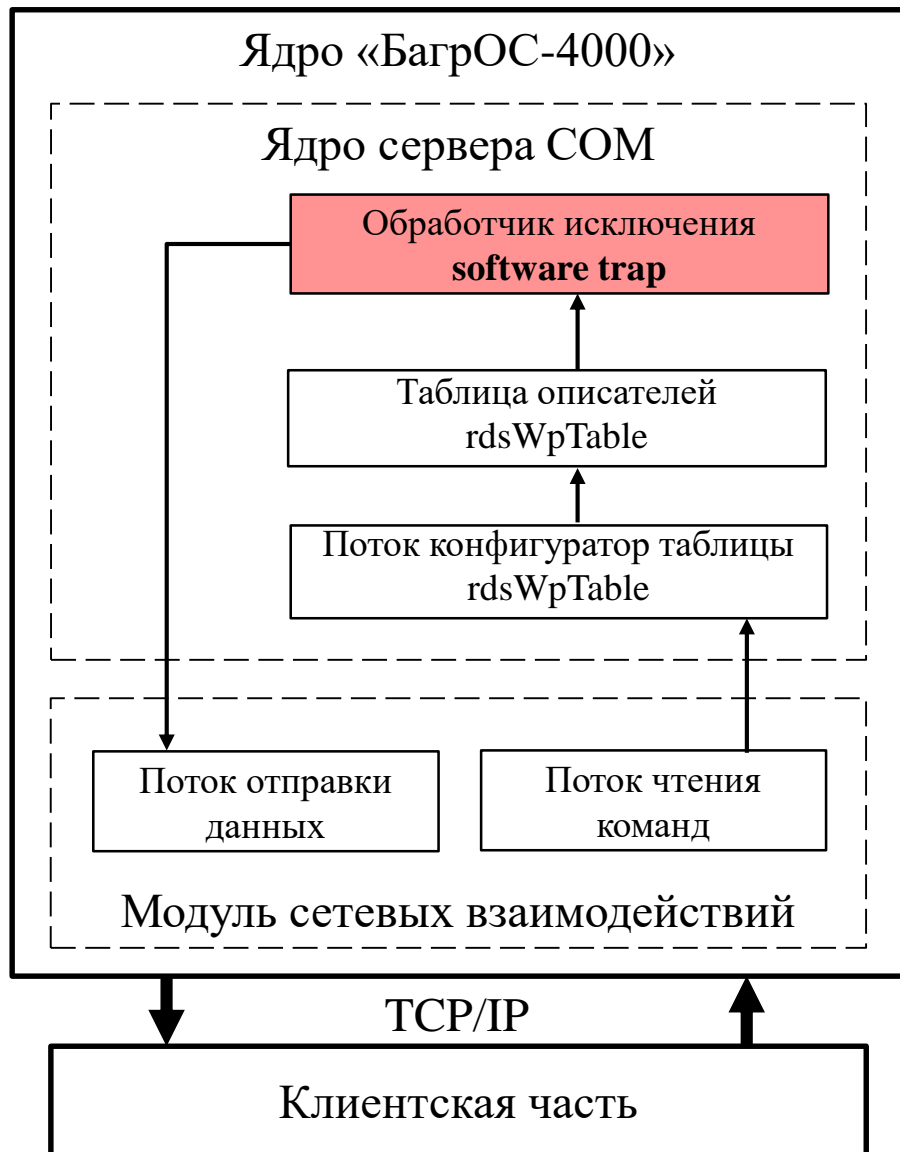 Ядро «БагрОС-4000»
Ядро сервера СОМ
Обработчик исключения
software trap
Таблица описателей
rdsWpTable
Поток конфигуратор таблицы
rdsWpTable
Поток отправки
данных
Поток чтения
команд
Модуль сетевых взаимодействий
TCP/IP
Клиентская часть